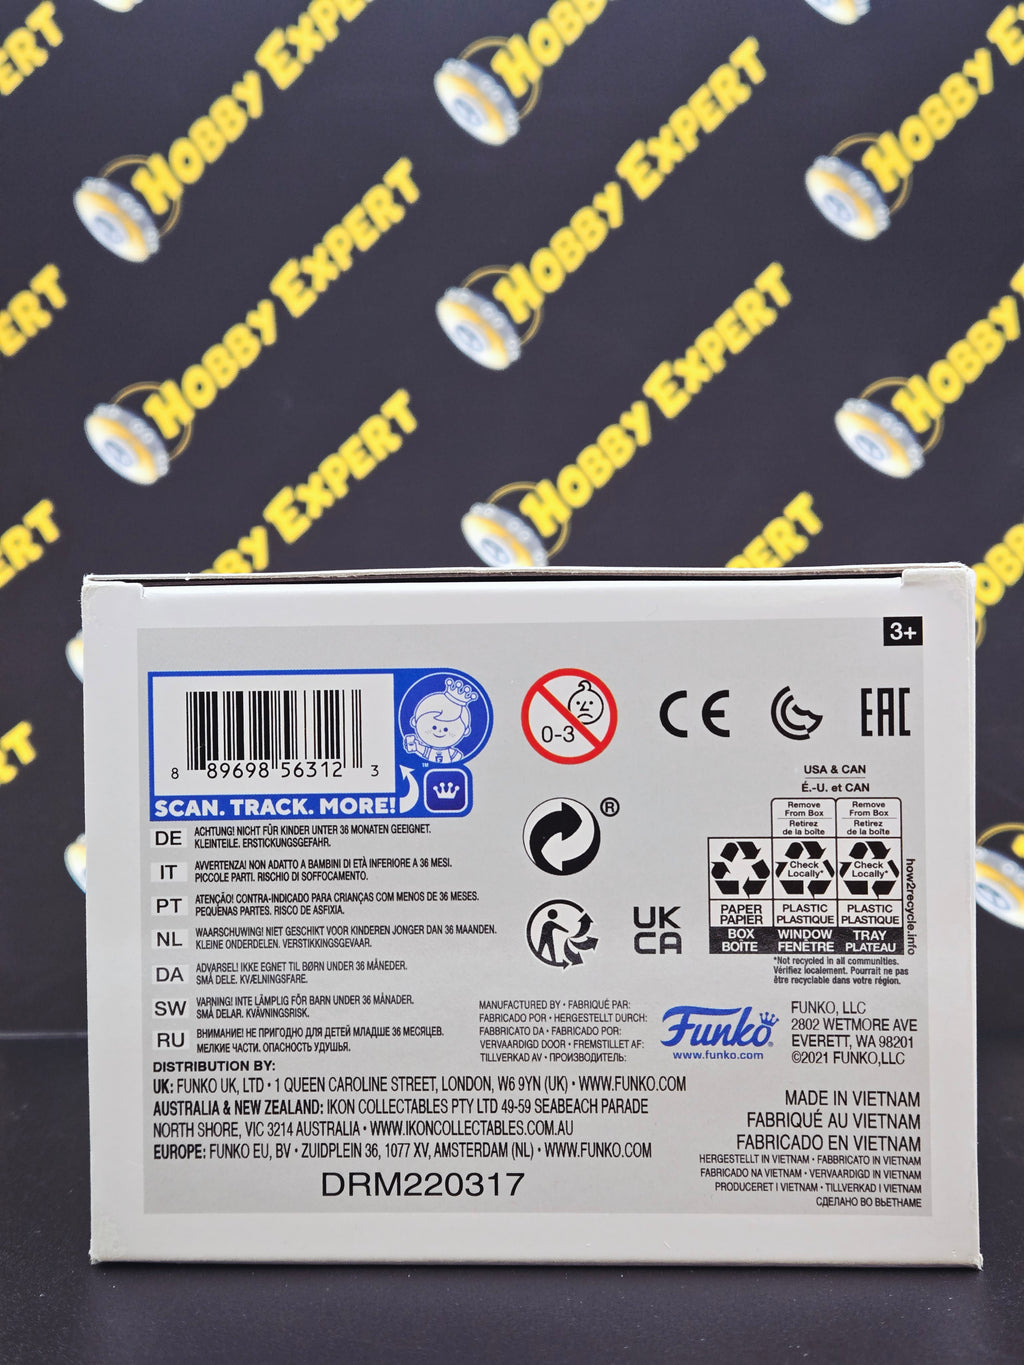 HOBBY EXPERT
HOBBY EXPERT
HOBBY EXPERT
HOBBY EXPERT
HOBBY EXPERT
HOBBY EXPERT
3+
8 89698 56312 3
™
SCAN. TRACK. MORE!
0-3
CE
EAC
®
UK
CA
USA & CAN
É.-U. et CAN
Remove
From Box
Retirez
de la boîte
Remove
From Box
Retirez
de la boîte
Check
Locally*
Check
Locally*
PAPER
PAPIER
PLASTIC
PLASTIQUE
PLASTIC
PLASTIQUE
BOX
BOÎTE
WINDOW
FENÊTRE
TRAY
PLATEAU
how2recycle.info
*Not recycled in all communities.
Vérifiez localement. Pourrait ne pas
être recyclable dans votre région.
DE ACHTUNG! NICHT FÜR KINDER UNTER 36 MONATEN GEEIGNET.
KLEINTEILE. ERSTICKUNGSGEFAHR.
IT AVVERTENZA! NON ADATTO A BAMBINI DI ETÀ INFERIORE A 36 MESI.
PICCOLE PARTI. RISCHIO DI SOFFOCAMENTO.
PT ATENÇÃO! CONTRA-INDICADO PARA CRIANÇAS COM MENOS DE 36 MESES.
PEQUENAS PARTES. RISCO DE ASFIXIA.
NL WAARSCHUWING! NIET GESCHIKT VOOR KINDEREN JONGER DAN 36 MAANDEN.
KLEINE ONDERDELEN. VERSTIKKINGSGEVAAR.
DA ADVARSEL! IKKE EGNET TIL BØRN UNDER 36 MÅNEDER.
SMÅ DELE. KVÆLNINGSFARE.
SW VARNING! INTE LÄMPLIG FÖR BARN UNDER 36 MÅNADER.
SMÅ DELAR. KVÄVNINGSRISK.
RU ВНИМАНИЕ! НЕ ПРИГОДНО ДЛЯ ДЕТЕЙ МЛАДШЕ 36 МЕСЯЦЕВ.
МЕЛКИЕ ЧАСТИ. ОПАСНОСТЬ УДУШЬЯ.
MANUFACTURED BY • FABRIQUÉ PAR:
FABRICADO POR • HERGESTELLT DURCH:
FABBRICATO DA • FABRICADO POR:
VERVAARDIGD DOOR • FREMSTILLET AF:
TILLVERKAD AV • ПРОИЗВОДИТЕЛЬ:
Funko
www.funko.com
FUNKO, LLC
2802 WETMORE AVE
EVERETT, WA 98201
©2021 FUNKO,LLC
DISTRIBUTION BY:
UK: FUNKO UK, LTD • 1 QUEEN CAROLINE STREET, LONDON, W6 9YN (UK) • WWW.FUNKO.COM
AUSTRALIA & NEW ZEALAND: IKON COLLECTABLES PTY LTD 49-59 SEABEACH PARADE
NORTH SHORE, VIC 3214 AUSTRALIA • WWW.IKONCOLLECTABLES.COM.AU
EUROPE: FUNKO EU, BV • ZUIDPLEIN 36, 1077 XV, AMSTERDAM (NL) • WWW.FUNKO.COM
DRM220317
MADE IN VIETNAM
FABRIQUÉ AU VIETNAM
FABRICADO EN VIETNAM
HERGESTELLT IN VIETNAM • FABBRICATO IN VIETNAM
FABRICADO NA VIETNAM • VERVAARDIGD IN VIETNAM
PRODUCERET I VIETNAM • TILLVERKAD I VIETNAM
СДЕЛАНО ВО ВЬЕТНАМЕ